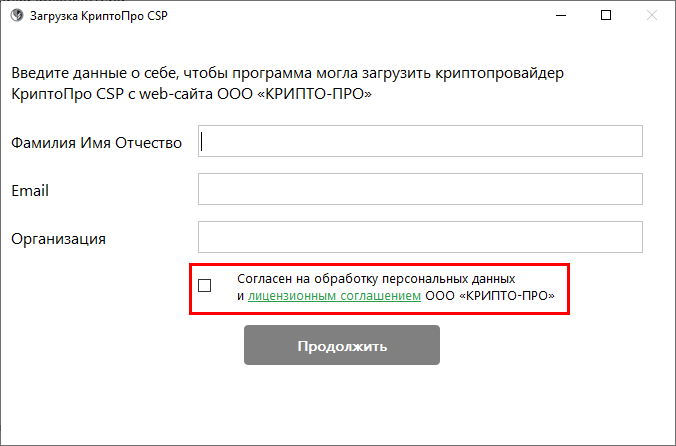 Загрузка КриптоПро CSP
Введите данные о себе, чтобы программа могла загрузить криптопровайдер
КриптоПро CSP с web-сайта ООО «КРИПТО-ПРО»
Фамилия Имя Отчество
Email
Организация
Согласен на обработку персональных данных
и лицензионным соглашением ООО «КРИПТО-ПРО»
Продолжить